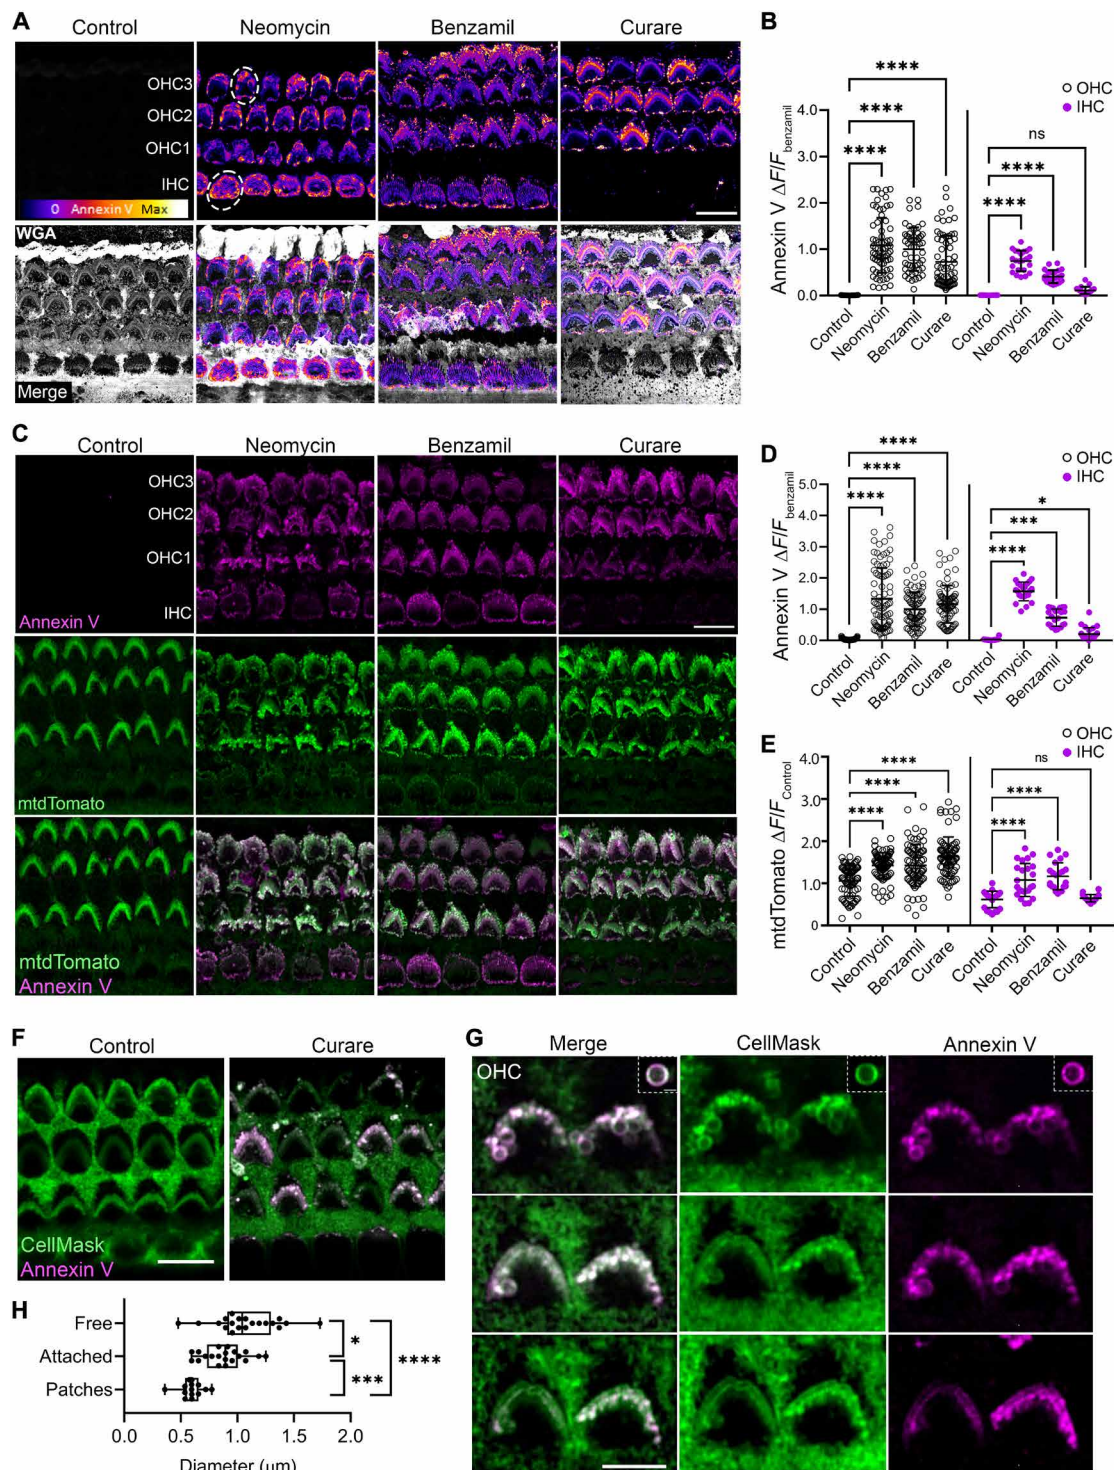 A
Control Neomycin Benzamil Curare
OHC3
OHC2
OHC1
IHC
0 Annexin V Max
WGA
Merge
B
OHC
IHC
****
****
****
ns
****
****
Annexin V ΔF/F benzamil
4.0
3.0
2.0
1.0
0.0
Control Neomycin Benzamil Curare Control Neomycin Benzamil Curare
C
Control Neomycin Benzamil Curare
OHC3
OHC2
OHC1
IHC
Annexin V
mtdTomato
mtdTomato
Annexin V
D
OHC
IHC
****
****
****
*
***
****
Annexin V ΔF/F benzamil
5.0
4.0
3.0
2.0
1.0
0.0
Control Neomycin Benzamil Curare Control Neomycin Benzamil Curare
E
OHC
IHC
****
****
****
ns
****
****
mtdTomato ΔF/F Control
4.0
3.0
2.0
1.0
0
Control Neomycin Benzamil Curare Control Neomycin Benzamil Curare
F
Control Curare
CellMask
Annexin V
G
Merge CellMask Annexin V
OHC
H
Free
Attached
Patches
*
***
****
0.0 0.5 1.0 1.5 2.0
Diameter (μm)